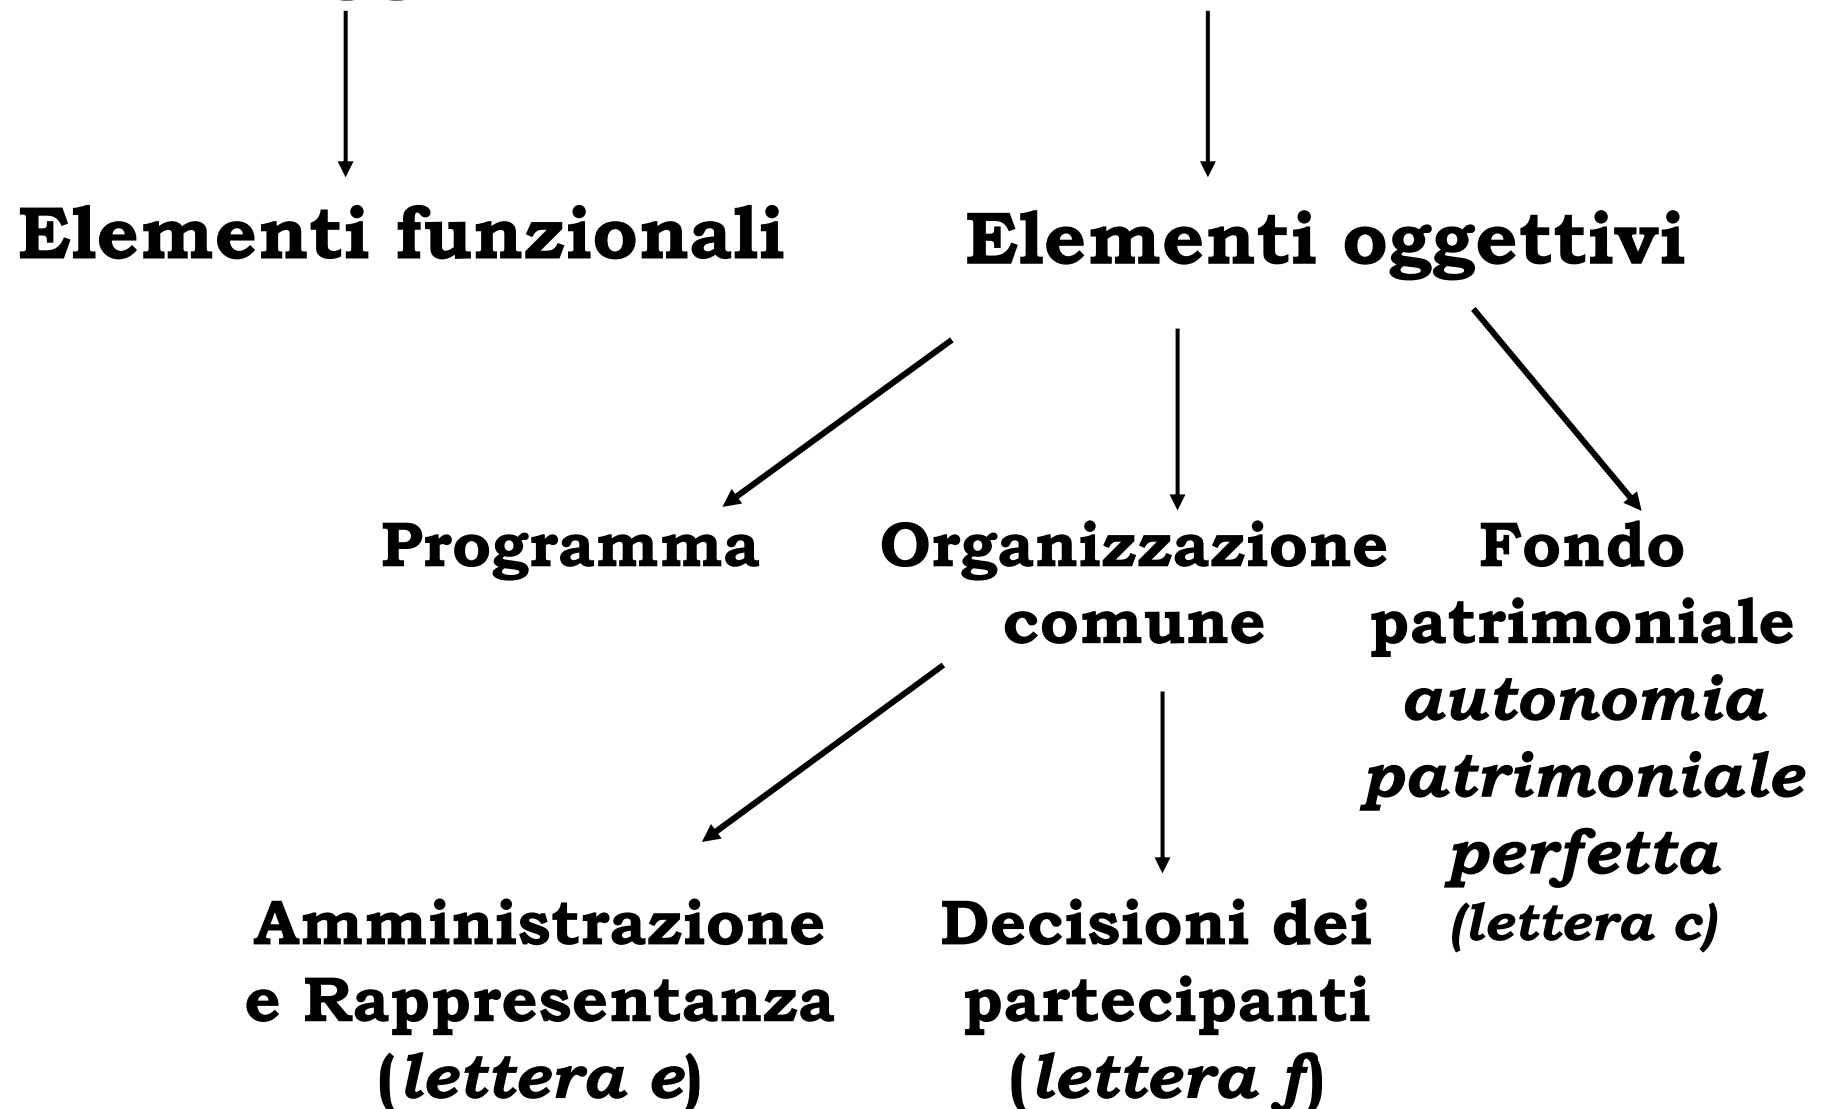 Elementi funzionali
Elementi oggettivi
Programma
Organizzazione
comune
Fondo
patrimoniale
autonomia
patrimoniale
perfetta
(lettera c)
Amministrazione
e Rappresentanza
(lettera e)
Decisioni dei
partecipanti
(lettera f)